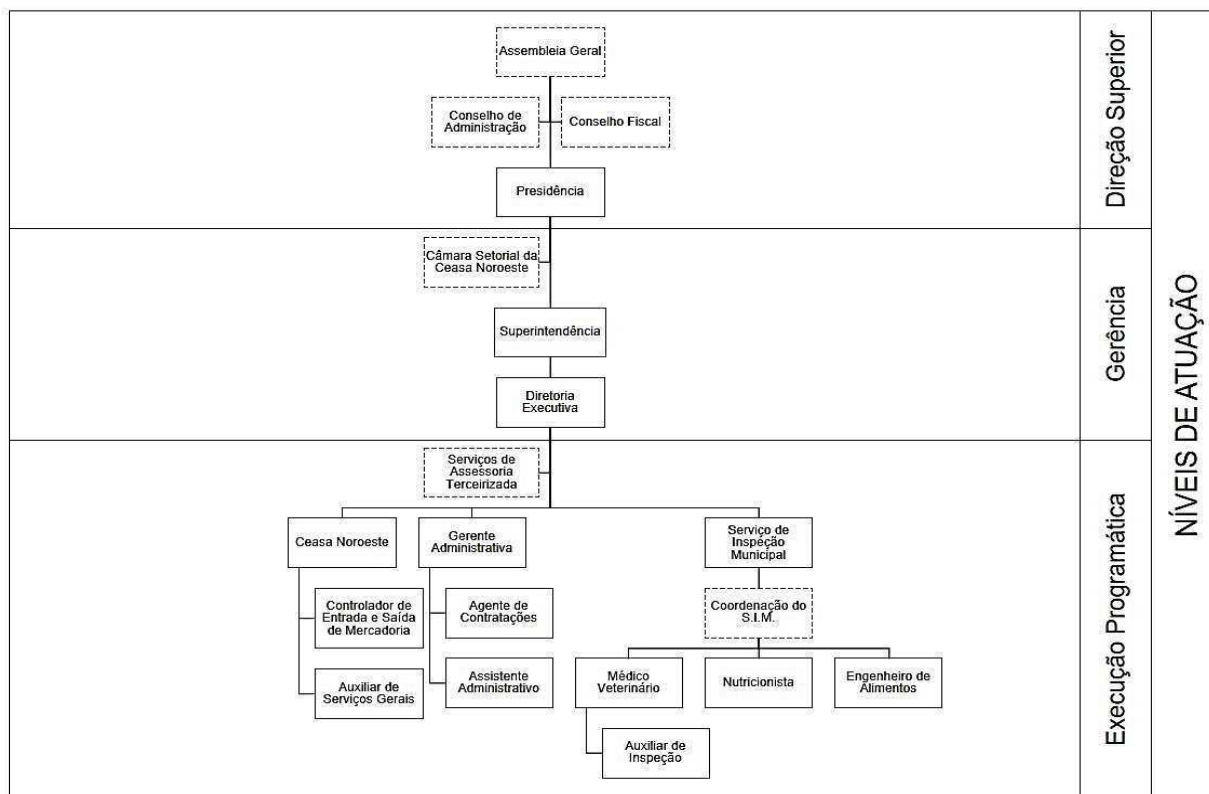 Assembleia Geral
Conselho de
Administração
Conselho Fiscal
Presidência
Direção Superior
Câmara Setorial da
Ceasa Noroeste
Superintendência
Diretoria
Executiva
Gerência
NÍVEIS DE ATUAÇÃO
Serviços de
Assessoria
Terceirizada
Ceasa Noroeste
Gerente
Administrativa
Serviço de
Inspeção
Municipal
Controlador de
Entrada e Saída
de Mercadoria
Agente de
Contratações
Coordenação do
S.I.M.
Auxiliar de
Serviços Gerais
Assistente
Administrativo
Médico
Veterinário
Nutricionista
Engenheiro de
Alimentos
Auxiliar de
Inspeção
Execução Programática